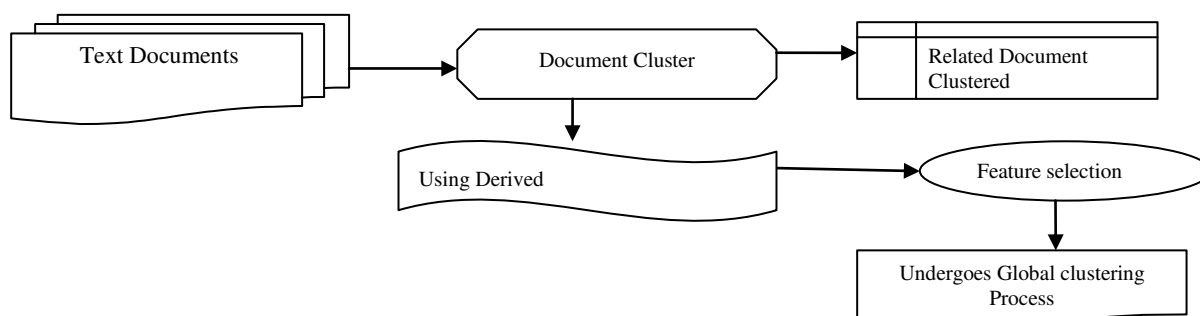 Text Documents
Document Cluster
Related Document
Clustered
Using Derived
Feature selection
Undergoes Global clustering
Process